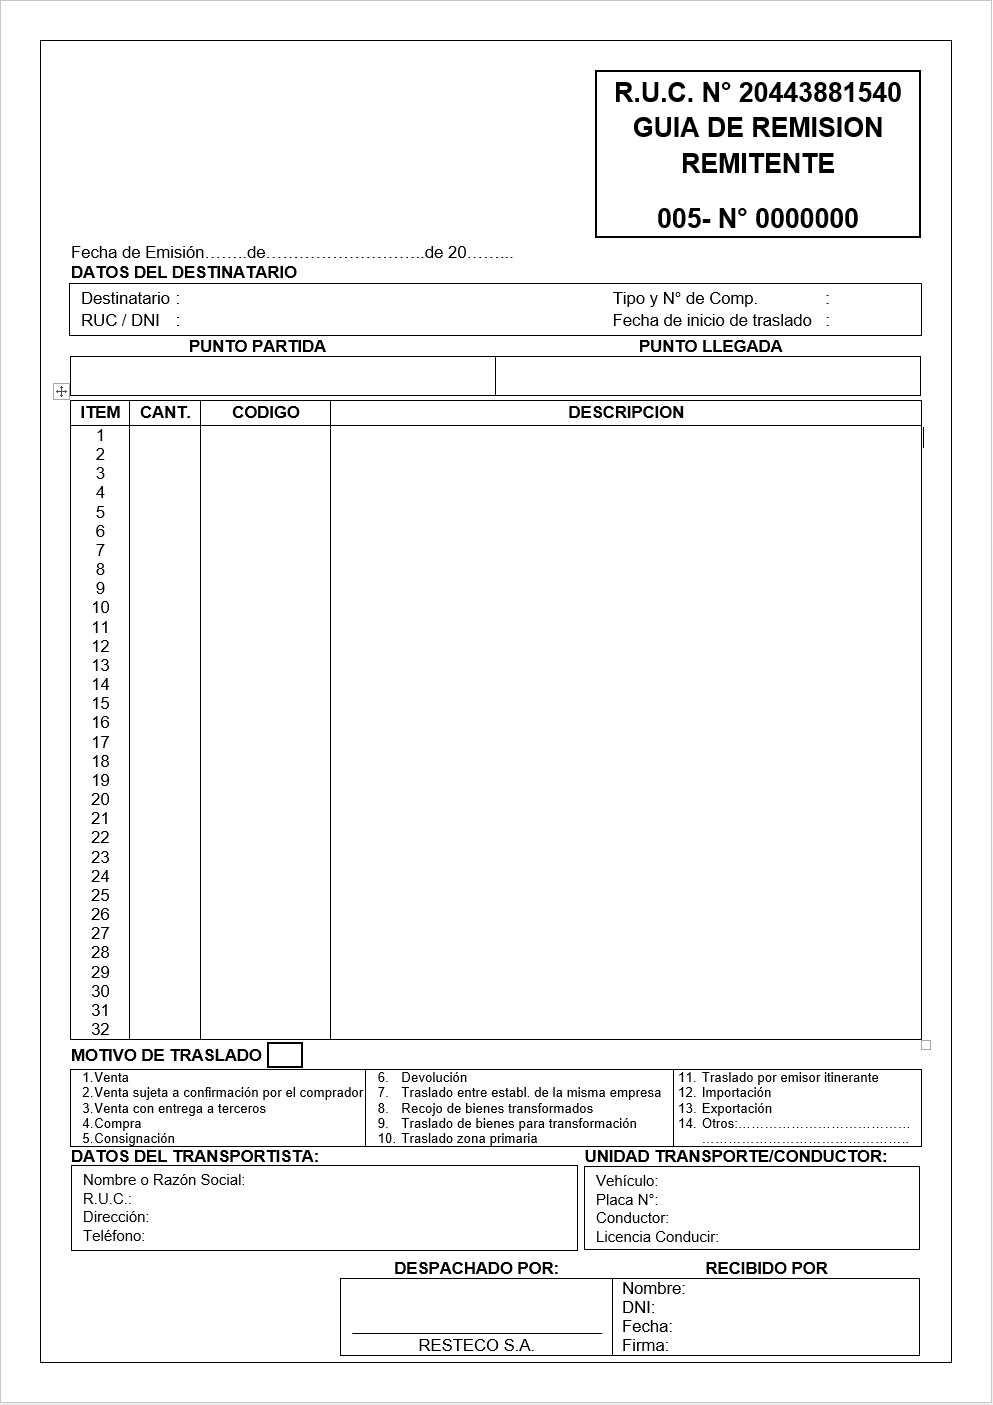 R.U.C. N° 20443881540
GUIA DE REMISION
REMITENTE
005- N° 0000000
Fecha de Emisión……..de………………………..de 20……...
DATOS DEL DESTINATARIO
Destinatario : Tipo y N° de Comp. :
RUC / DNI : Fecha de inicio de traslado :
PUNTO PARTIDA PUNTO LLEGADA
ITEM CANT. CODIGO DESCRIPCION
1
2
3
4
5
6
7
8
9
10
11
12
13
14
15
16
17
18
19
20
21
22
23
24
25
26
27
28
29
30
31
32
MOTIVO DE TRASLADO
1.Venta
2.Venta sujeta a confirmación por el comprador
3.Venta con entrega a terceros
4.Compra
5.Consignación
6. Devolución
7. Traslado entre establ. de la misma empresa
8. Recojo de bienes transformados
9. Traslado de bienes para transformación
10. Traslado zona primaria
11. Traslado por emisor itinerante
12. Importación
13. Exportación
14. Otros:…………………………………
………………………………………..
DATOS DEL TRANSPORTISTA:
Nombre o Razón Social:
R.U.C.:
Dirección:
Teléfono:
UNIDAD TRANSPORTE/CONDUCTOR:
Vehículo:
Placa N°:
Conductor:
Licencia Conducir:
DESPACHADO POR:
RESTECO S.A.
RECIBIDO POR
Nombre:
DNI:
Fecha:
Firma: